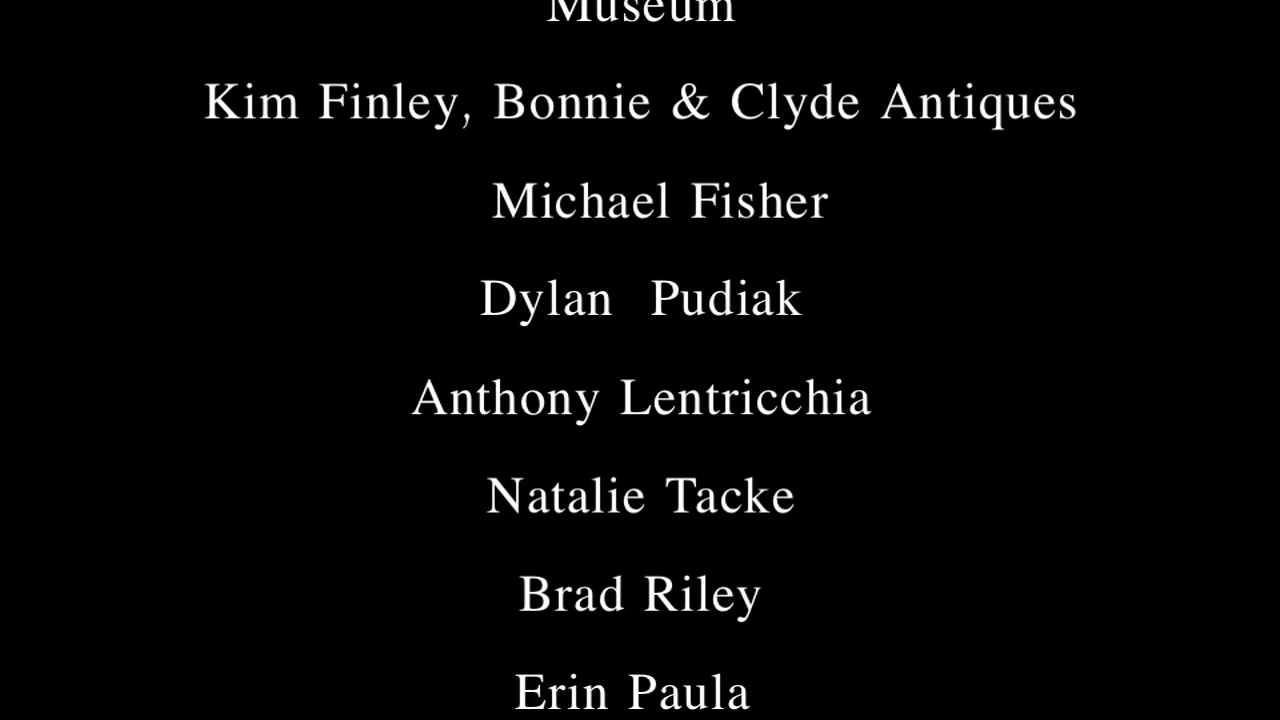 Museum
Kim Finley, Bonnie & Clyde Antiques
Michael Fisher
Dylan  Pudiak
Anthony Lentricchia
Natalie Tacke
Brad Riley
Erin Paula